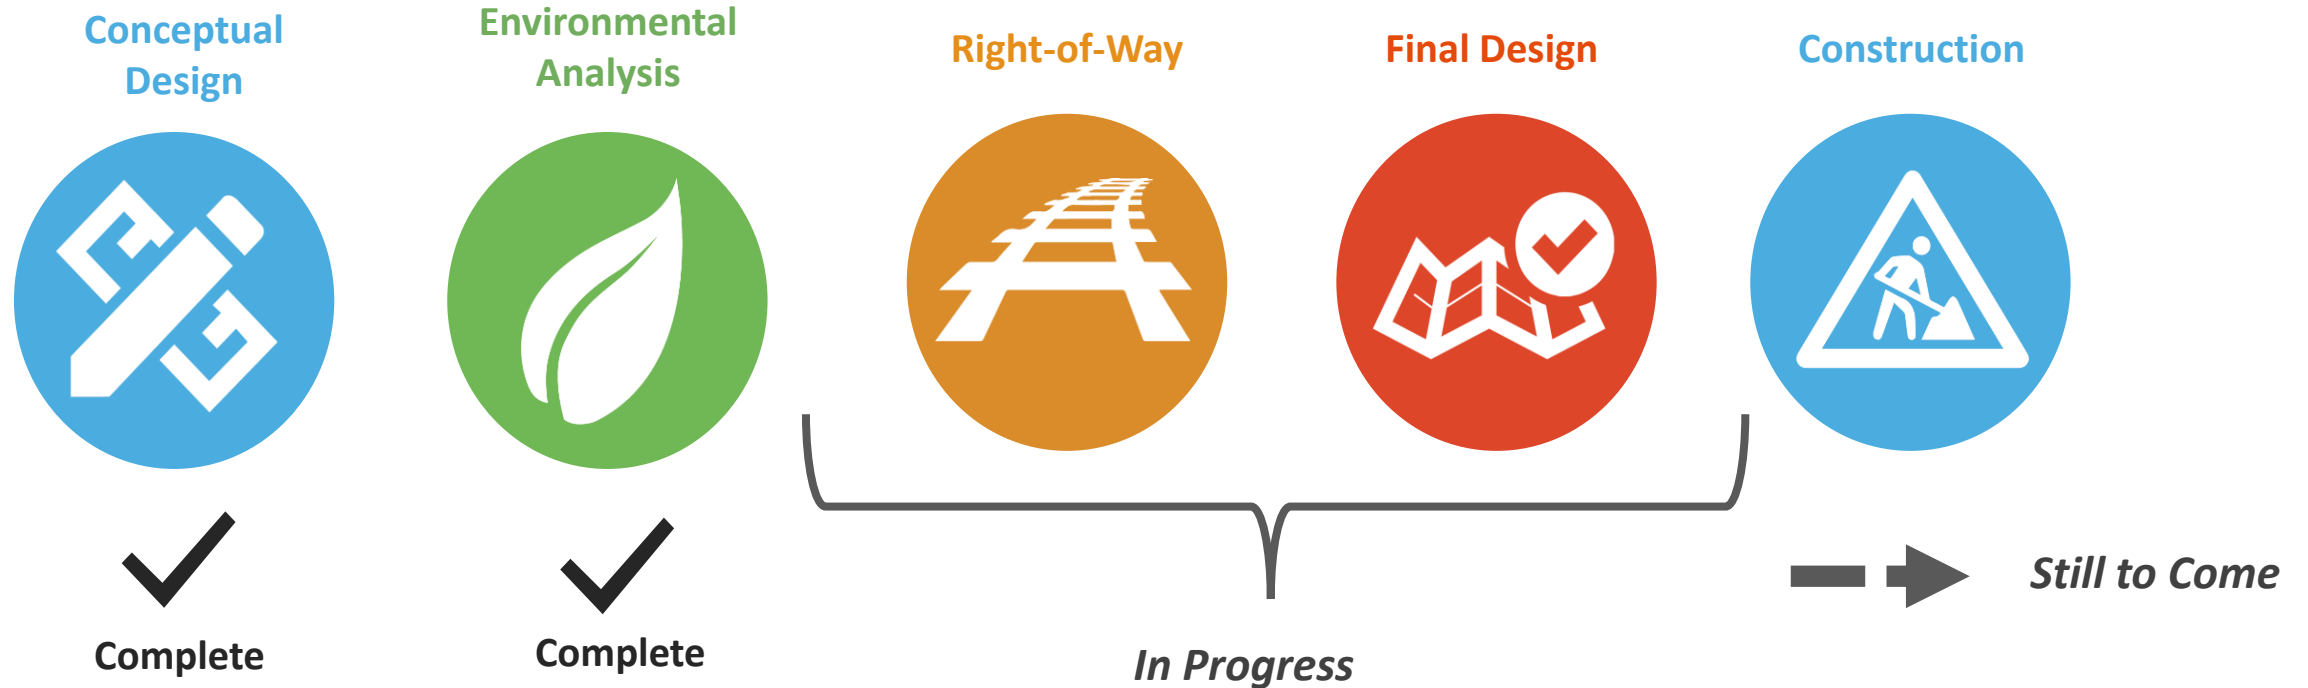 Conceptual
Design
Environmental
Analysis
Right-of-Way
Final Design
Construction
Complete
Complete
In Progress
Still to Come